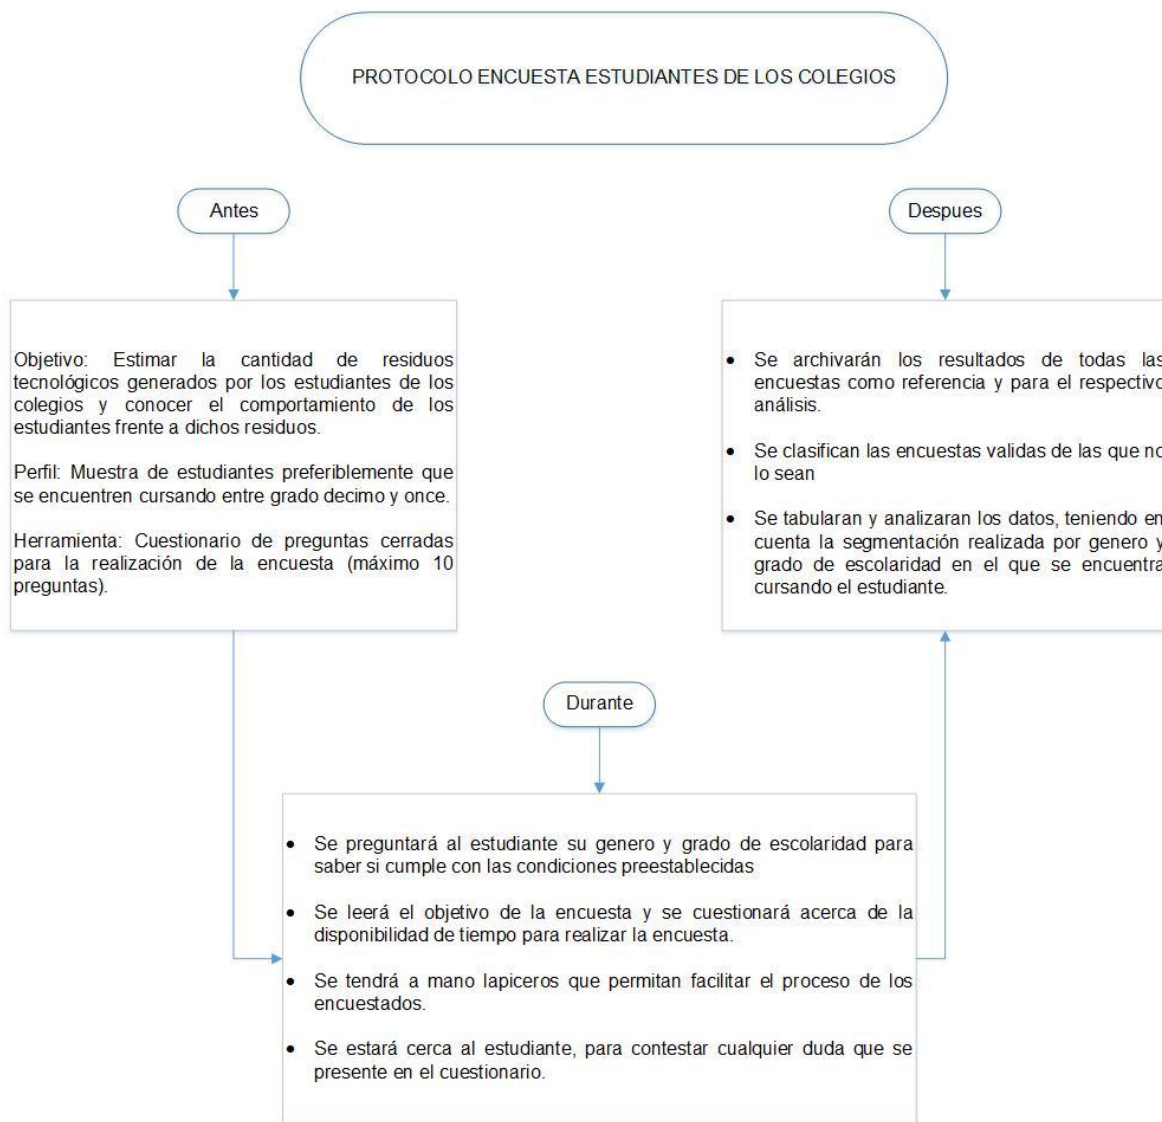 PROTOCOLO ENCUESTA ESTUDIANTES DE LOS COLEGIOS
Antes
Objetivo: Estimar la cantidad de residuos
tecnológicos generados por los estudiantes de los
colegios y conocer el comportamiento de los
estudiantes frente a dichos residuos.
Perfil: Muestra de estudiantes preferiblemente que
se encuentren cursando entre grado decimo y once.
Herramienta: Cuestionario de preguntas cerradas
para la realización de la encuesta (máximo 10
preguntas).
Durante
• Se preguntará al estudiante su genero y grado de escolaridad para
saber si cumple con las condiciones preestablecidas
• Se leerá el objetivo de la encuesta y se cuestionará acerca de la
disponibilidad de tiempo para realizar la encuesta.
• Se tendrá a mano lapiceros que permitan facilitar el proceso de los
encuestados.
• Se estará cerca al estudiante, para contestar cualquier duda que se
presente en el cuestionario.
Despues
• Se archivarán los resultados de todas las
encuestas como referencia y para el respectivo
análisis.
• Se clasifican las encuestas validas de las que no
lo sean
• Se tabularan y analizaran los datos, teniendo en
cuenta la segmentación realizada por genero y
grado de escolaridad en el que se encuentra
cursando el estudiante.